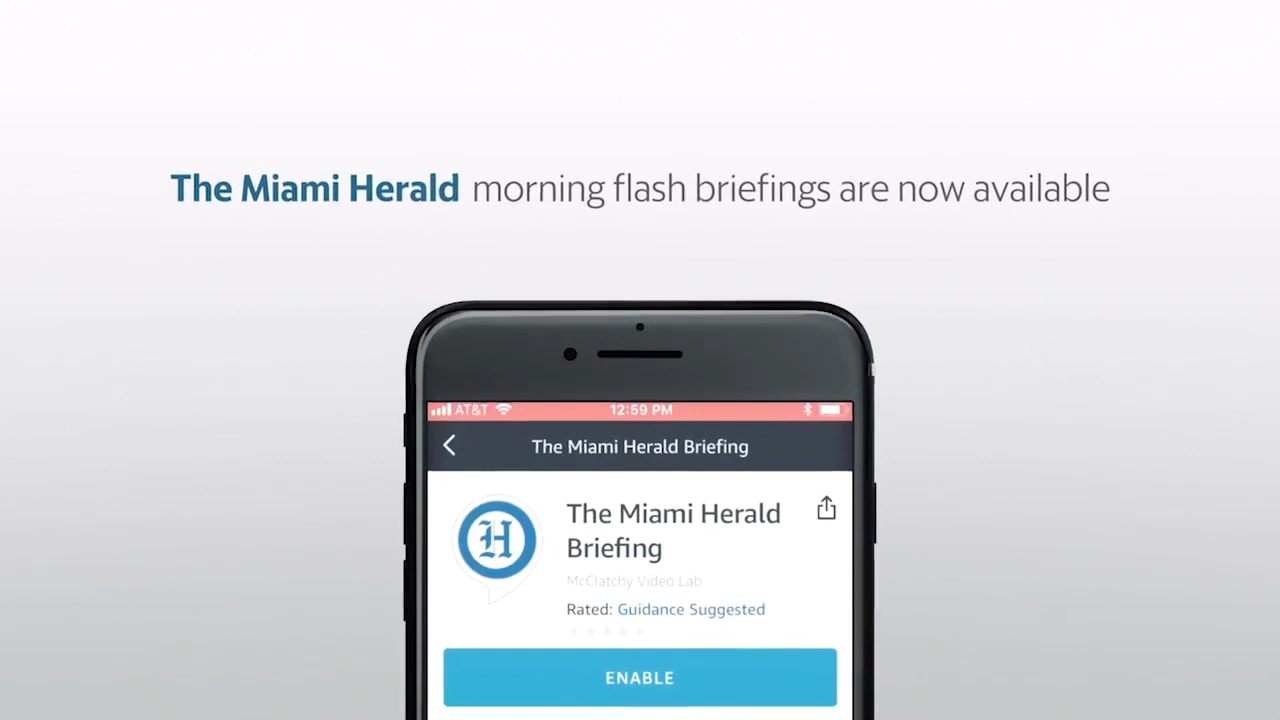 The Miami Herald morning flash briefings are now available
AT&T 12:59 PM
The Miami Herald Briefing
H
The Miami Herald
Briefing
McClatchy Video Lab
Rated: Guidance Suggested
ENABLE